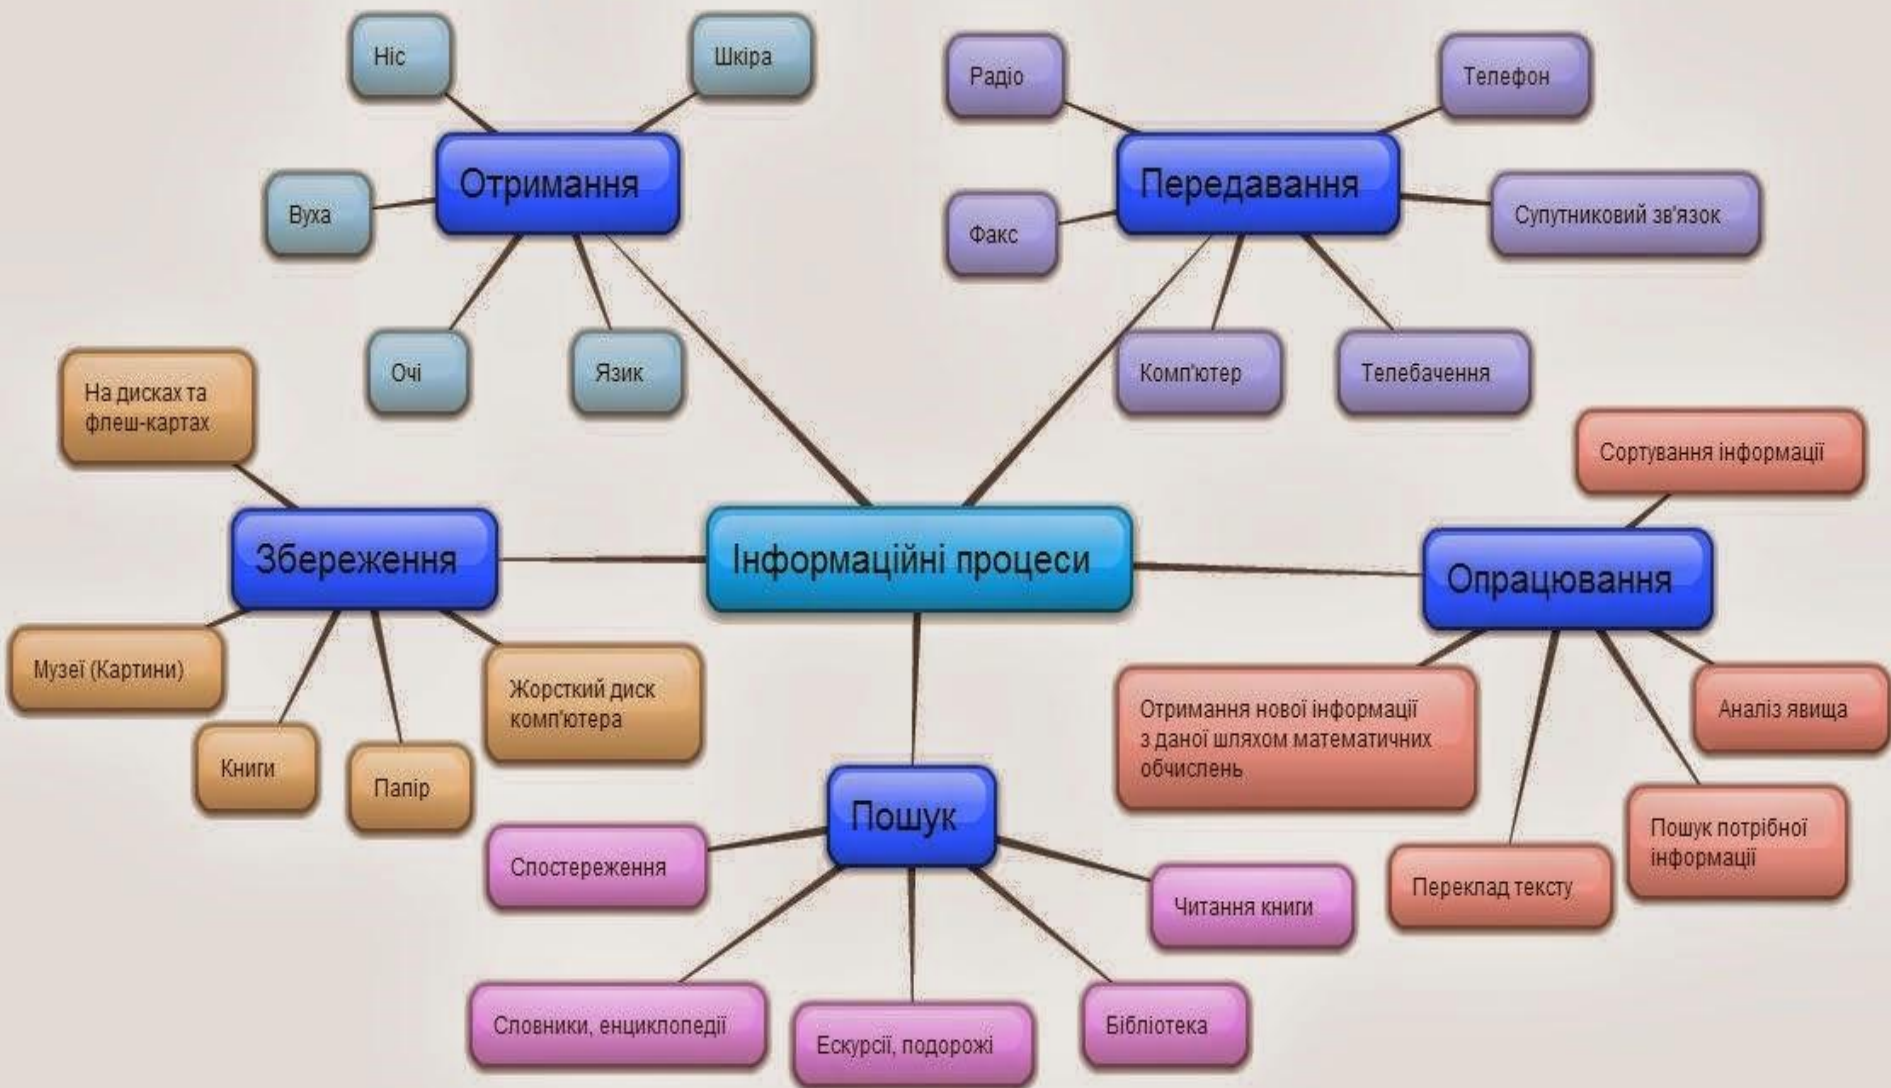 Ніс
Шкіра
Отримання
Вуха
Очі
Язик
Радіо
Телефон
Передавання
Факс
Супутниковий зв'язок
Комп'ютер
Телебачення
На дисках та
флеш-картах
Збереження
Музеї (Картини)
Книги
Папір
Жорсткий диск
комп'ютера
Інформаційні процеси
Сортування інформації
Опрацювання
Отримання нової інформації
з даної шляхом математичних
обчислень
Аналіз явища
Переклад тексту
Пошук потрібної
інформації
Пошук
Спостереження
Читання книги
Словники, енциклопедії
Ескурсії, подорожі
Бібліотека